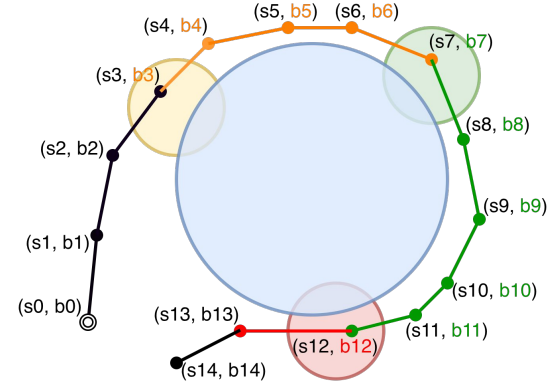 (s5, b5)
(s6, b6)
(s4, b4)
(s7, b7)
(s3, b3)
(s8, b8)
(s2, b2)
(s9, b9)
(s1, b1)
(s10, b10)
(s0, b0)
(s13, b13)
(s11, b11)
(s12, b12)
(s14, b14)